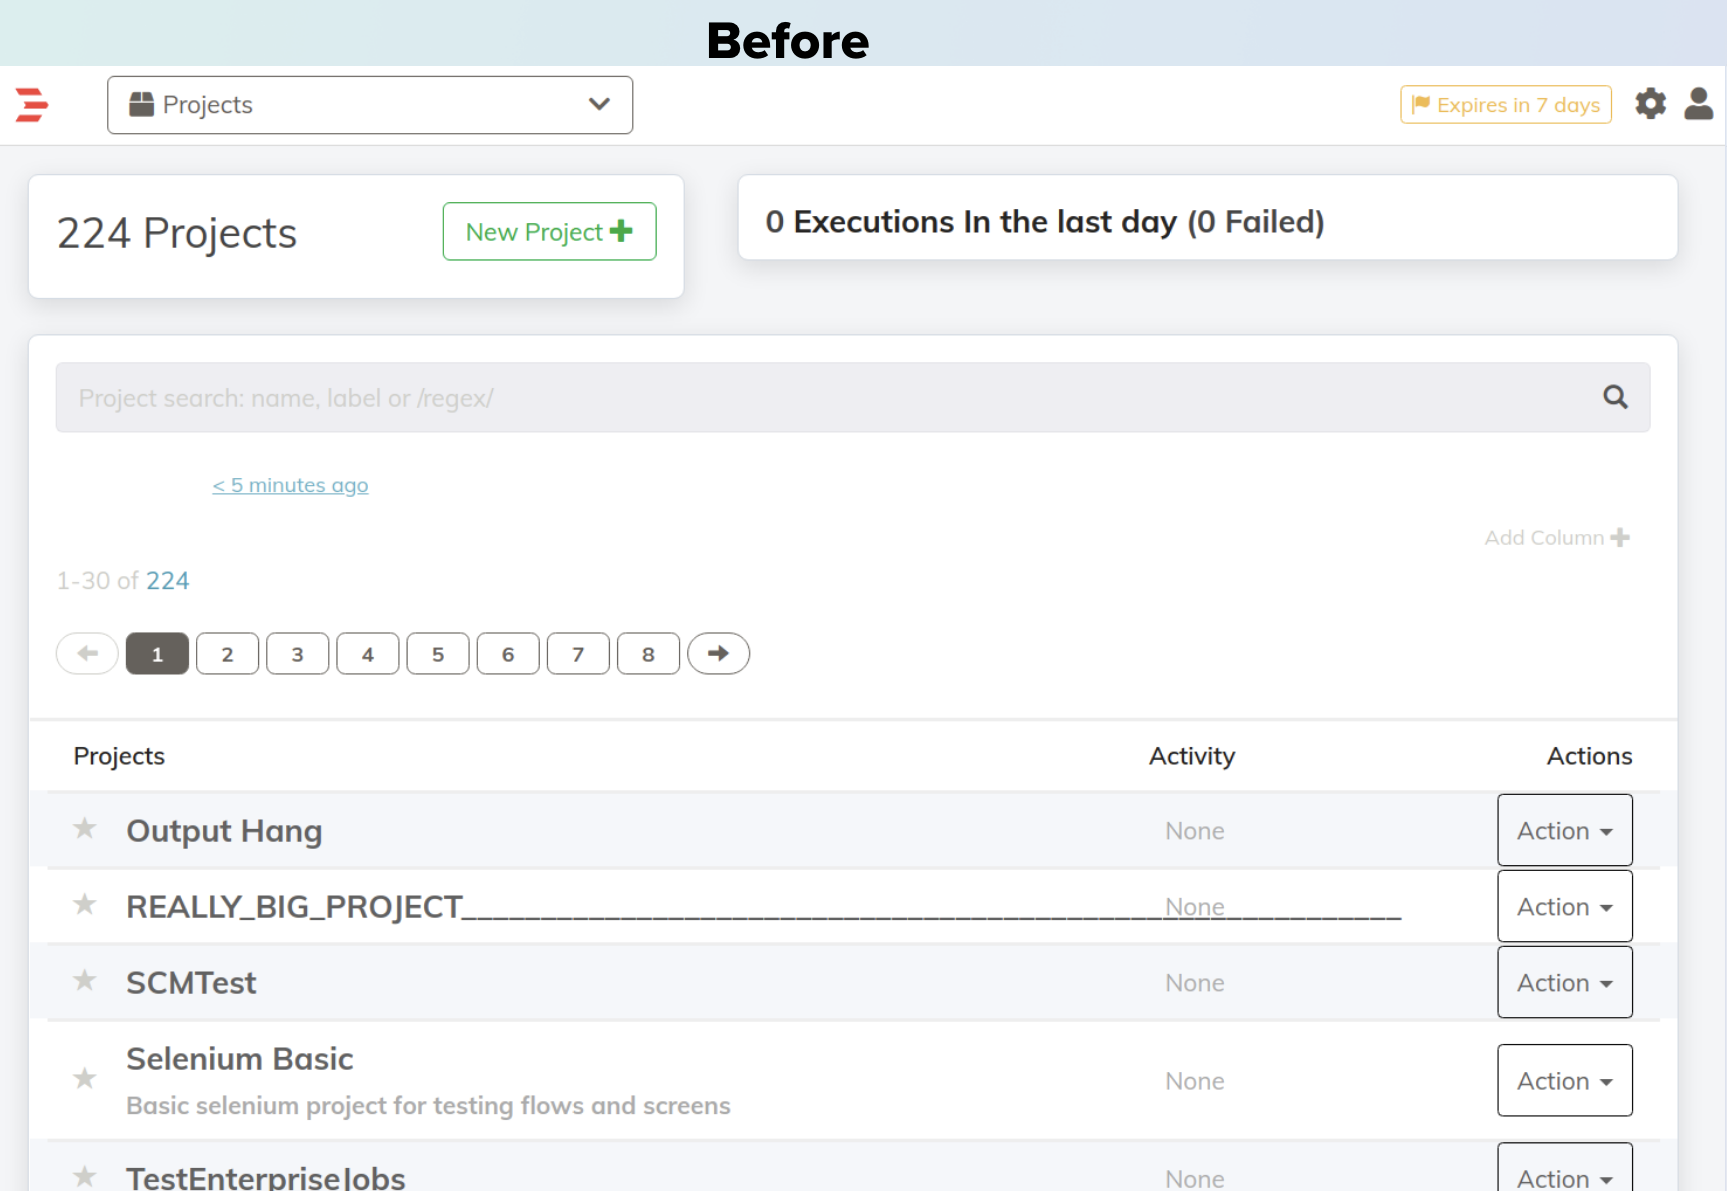 Before
Projects
Expires in 7 days
224 Projects
New Project
0 Executions In the last day (0 Failed)
Project search: name, label or /regex/
< 5 minutes ago
Add Column
1-30 of 224
1 2 3 4 5 6 7 8
Projects Activity Actions
Output Hang None Action
REALLY_BIG_PROJECT___________________________________________________________ None Action
SCMTest None Action
Selenium Basic
Basic selenium project for testing flows and screens
None Action
TestEnterpriseJobs None Action